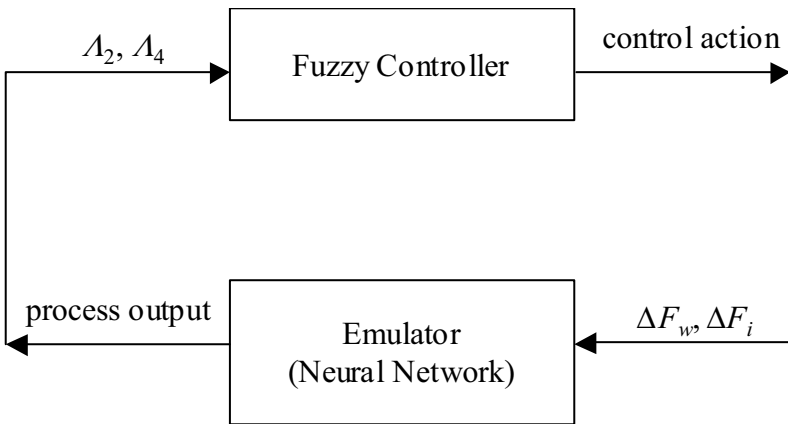 Λ2, Λ4
Fuzzy Controller
control action
process output
Emulator
(Neural Network)
ΔFw, ΔFi